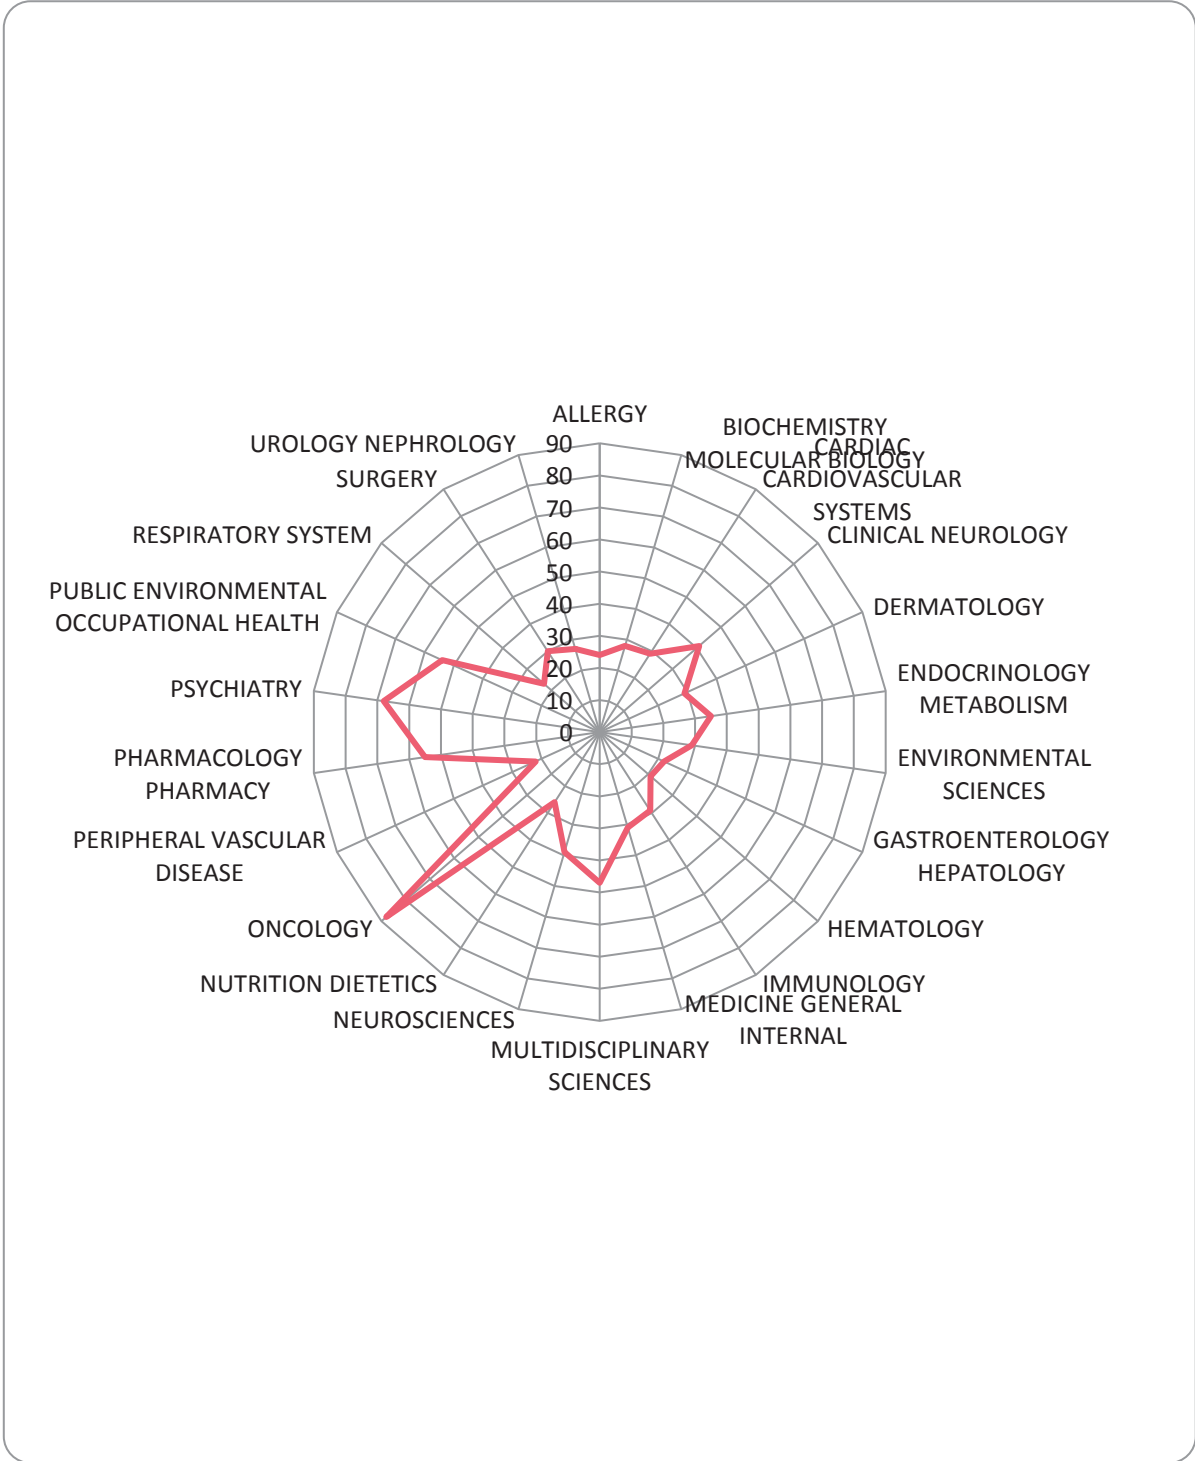 ALLERGY
BIOCHEMISTRY
MOLECULAR BIOLOGY
CARDIAC
CARDIOVASCULAR
SYSTEMS
CLINICAL NEUROLOGY
DERMATOLOGY
ENDOCRINOLOGY
METABOLISM
ENVIRONMENTAL
SCIENCES
GASTROENTEROLOGY
HEPATOLOGY
HEMATOLOGY
IMMUNOLOGY
MEDICINE GENERAL
INTERNAL
MULTIDISCIPLINARY
SCIENCES
NEUROSCIENCES
NUTRITION DIETETICS
ONCOLOGY
PERIPHERAL VASCULAR
DISEASE
PHARMACOLOGY
PHARMACY
PSYCHIATRY
PUBLIC ENVIRONMENTAL
OCCUPATIONAL HEALTH
RESPIRATORY SYSTEM
SURGERY
UROLOGY NEPHROLOGY
90
80
70
60
50
40
30
20
10
0